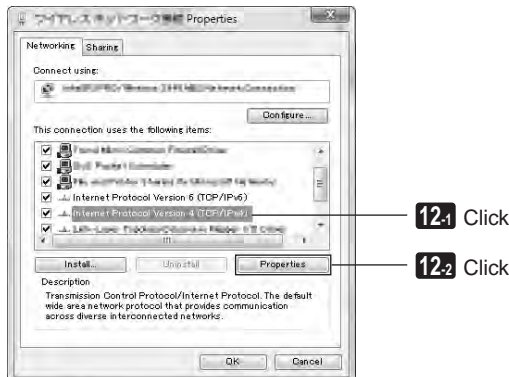 Properties
Networking
Sharing
Connect using:
Configure...
This connection uses the following items:
Internet Protocol Version 6 (TCP/IPv6)
Internet Protocol Version 4 (TCP/IPv4)
Install...
Uninstall
Properties
Description
Transmission Control Protocol/Internet Protocol. The default
wide area network protocol that provides communication
across diverse interconnected networks.
OK
Cancel
12-1 Click
12-2 Click